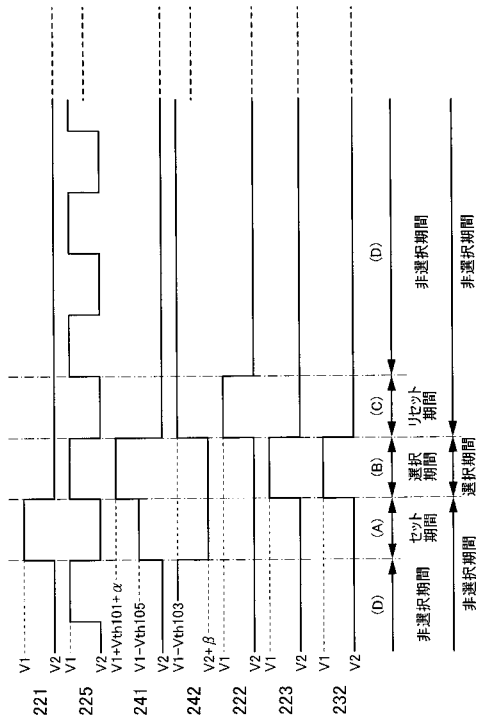 V1
221
V2
V1
225
V2
V1+Vth101+α
241
V1−Vth105
V2
V1−Vth103
242
V2+β
V1
222
V2
V1
223
V2
V1
232
V2
(D)
(A)
(B)
(C)
(D)
非選択期間
セット
期間
選択
期間
リセット
期間
非選択期間
非選択期間
選択期間
非選択期間